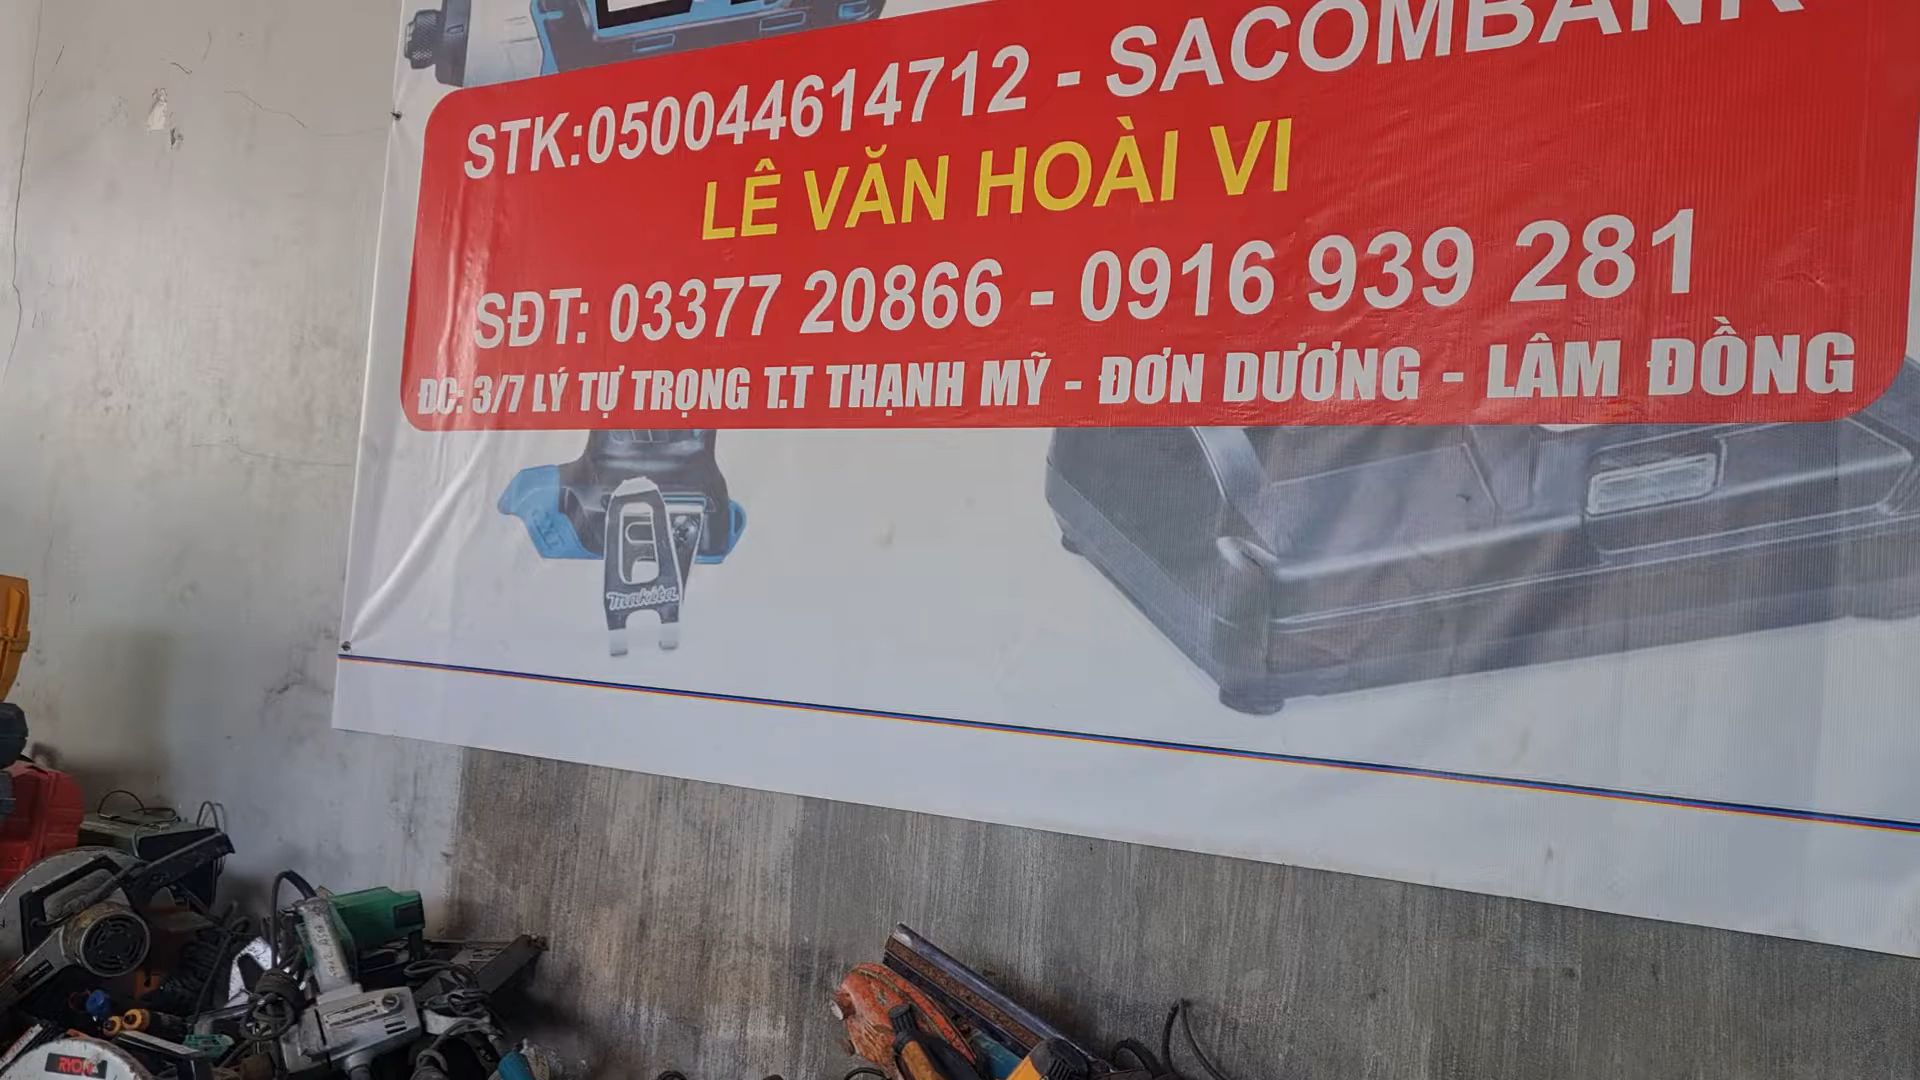 STK:050044614712 - SACOMBANK
LÊ VĂN HOÀI VI
SĐT: 03377 20866 - 0916 939 281
ĐC: 3/7 LÝ TỰ TRỌNG T.T THẠNH MỸ - ĐƠN DƯƠNG - LÂM ĐỒNG
makita